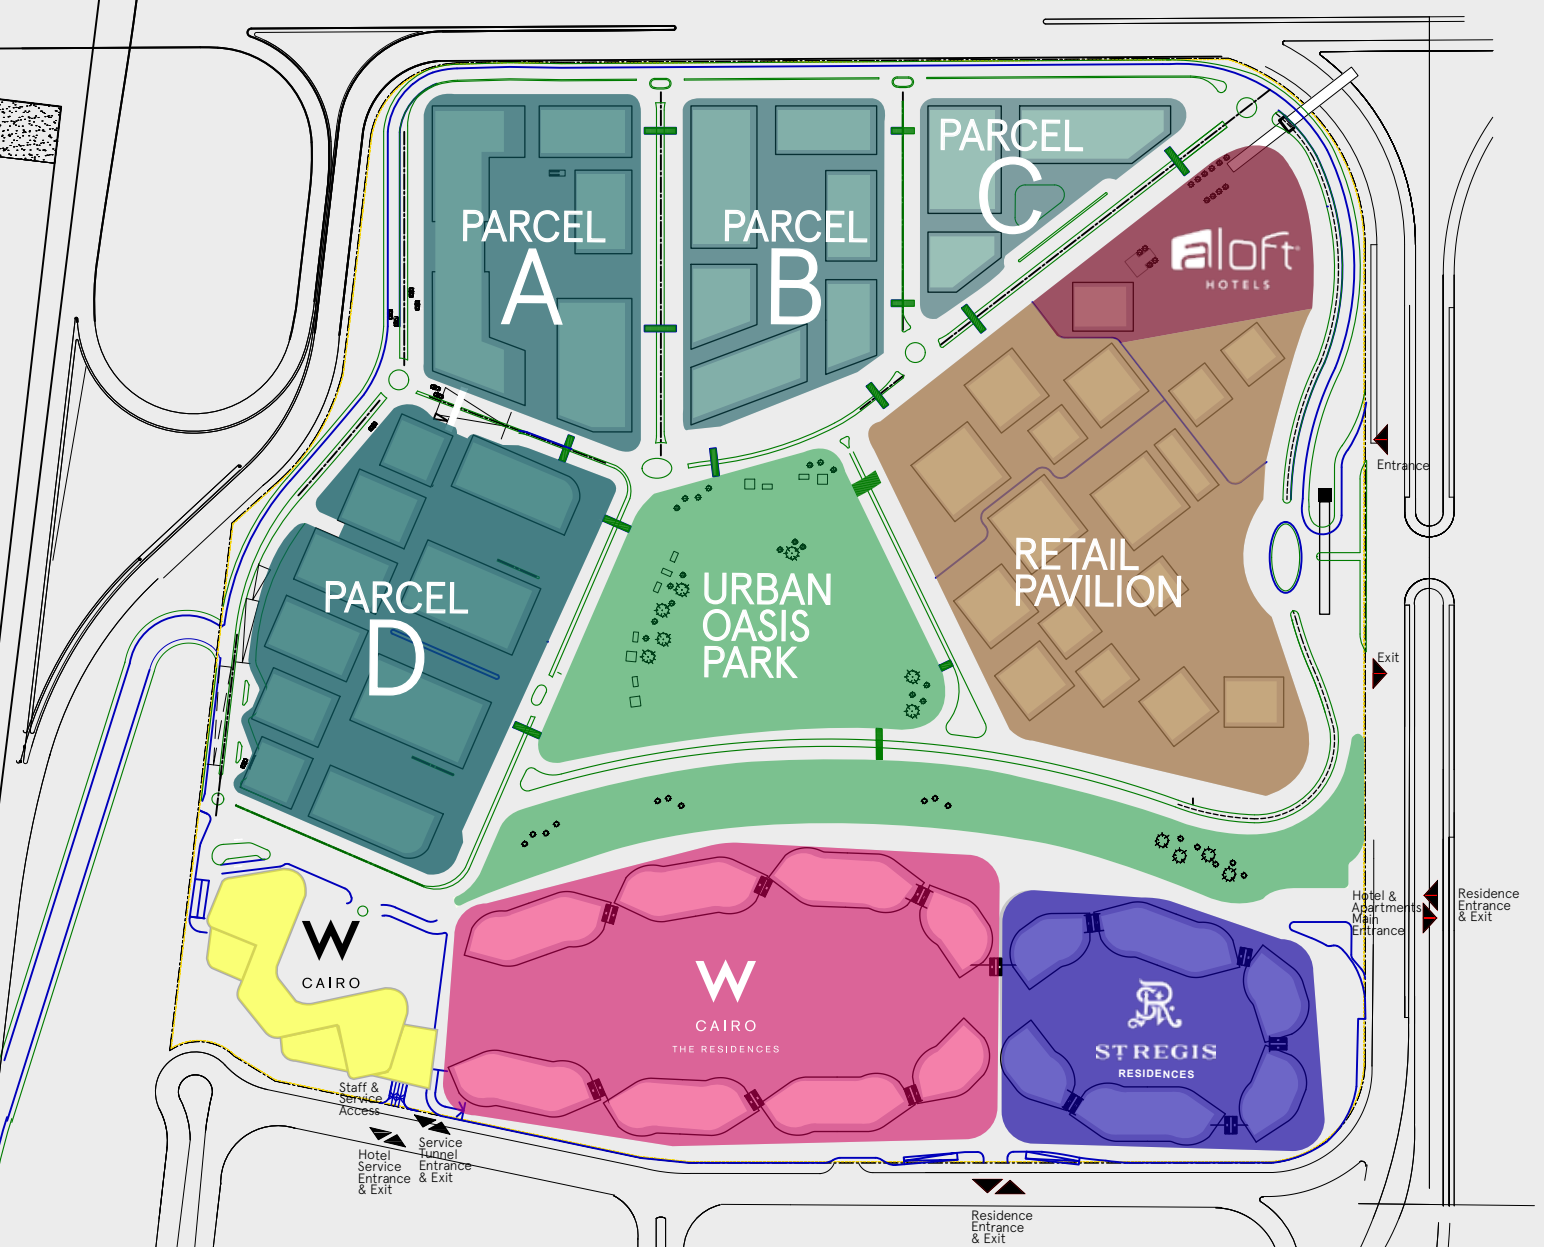 PARCEL
A
PARCEL
B
PARCEL
C
aloft
HOTELS
Entrance
PARCEL
D
URBAN
OASIS
PARK
RETAIL
PAVILION
Exit
W
CAIRO
W
CAIRO
THE RESIDENCES
SR
ST REGIS
RESIDENCES
Hotel &
Apartments
Main
Entrance
Residence
Entrance
& Exit
Staff &
Service
Access
Hotel
Service
Entrance
& Exit
Service
Tunnel
Entrance
& Exit
Residence
Entrance
& Exit